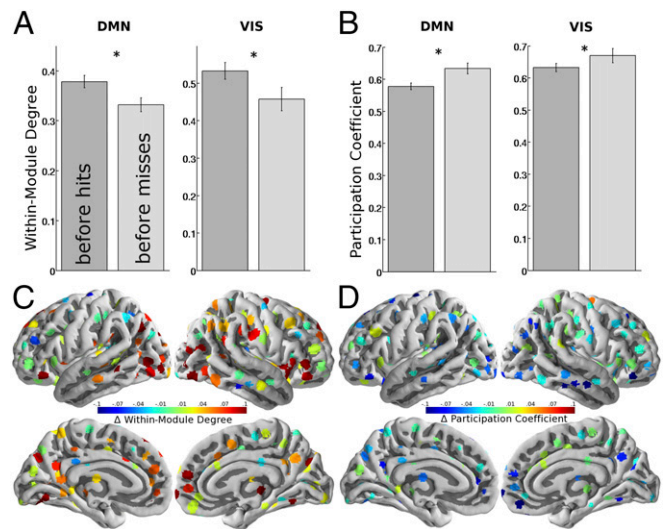 A
DMN
VIS
*
*
Within-Module Degree
0.4
0.3
0.2
0.1
0
before hits
before misses
0.5
0.4
0.3
0.2
0.1
0
B
DMN
VIS
*
*
Participation Coefficient
0.7
0.6
0.5
0.4
0.3
0.2
0.1
0
0.7
0.6
0.5
0.4
0.3
0.2
0.1
0
C
-.1 -.07 -.04 .01 .01 .04 .07 .1
Δ Within-Module Degree
D
-.1 -.07 -.04 .01 .01 .04 .07 .1
Δ Participation Coefficient